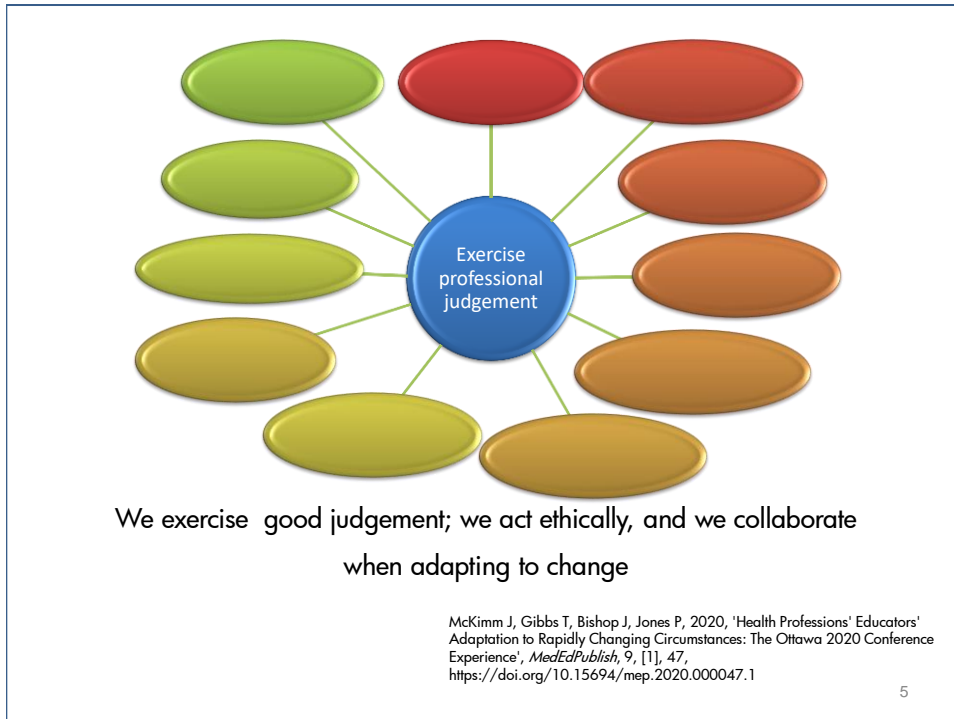 Exercise
professional
judgement
We exercise  good judgement; we act ethically, and we collaborate
when adapting to change
McKimm J, Gibbs T, Bishop J, Jones P, 2020, 'Health Professions' Educators'
Adaptation to Rapidly Changing Circumstances: The Ottawa 2020 Conference
Experience', MedEdPublish, 9, [1], 47,
https://doi.org/10.15694/mep.2020.000047.1
5